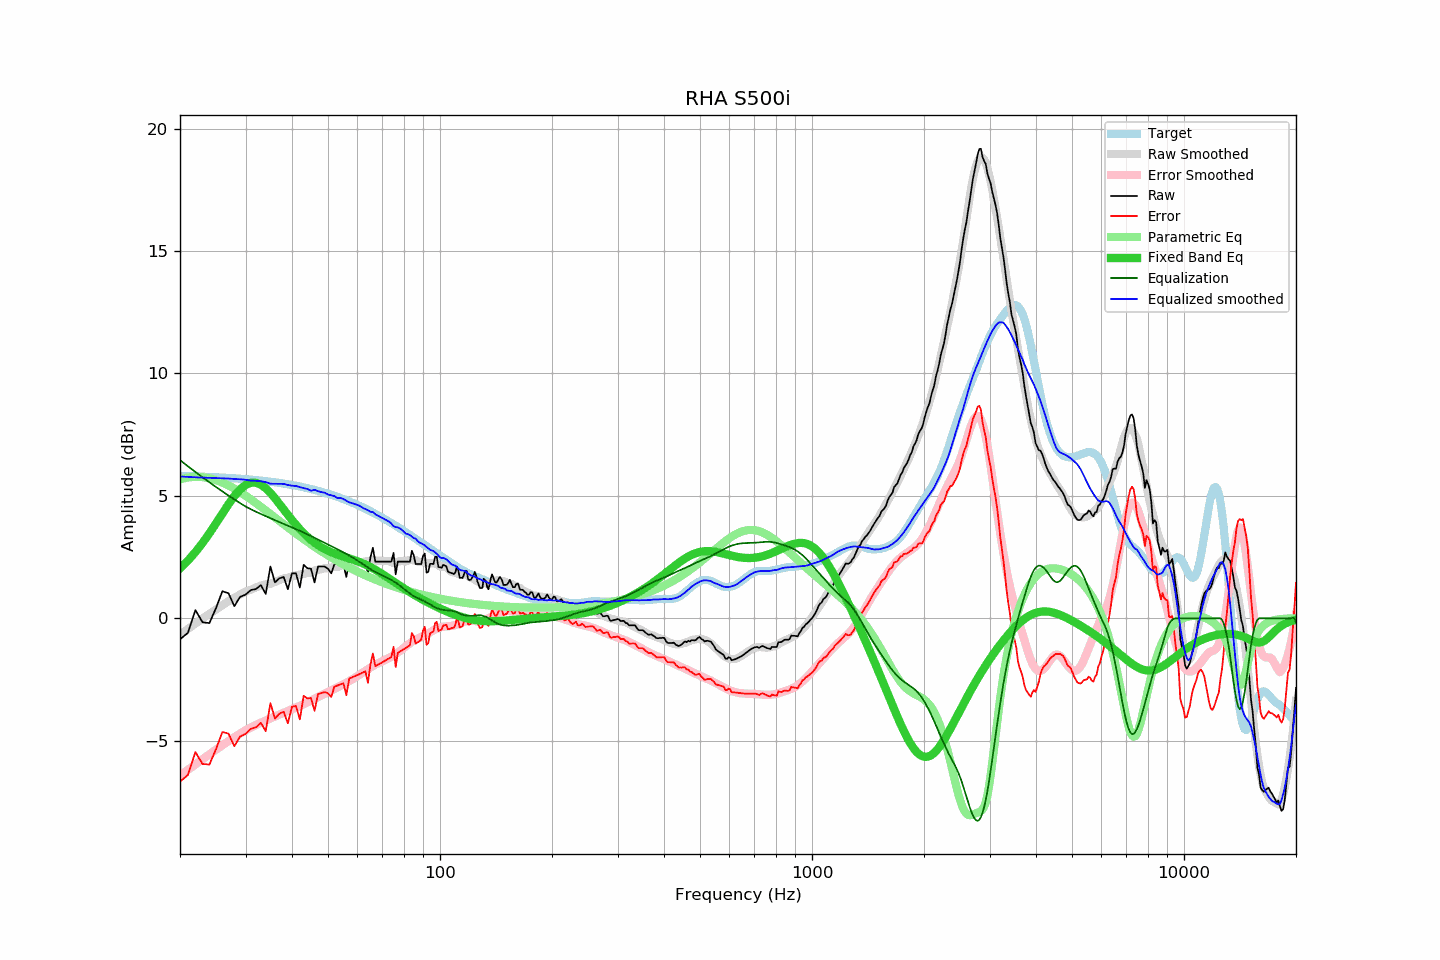 RHA S500i
20
15
10
5
0
−5
Amplitude (dBr)
100
1000
10000
Frequency (Hz)
Target
Raw Smoothed
Error Smoothed
Raw
Error
Parametric Eq
Fixed Band Eq
Equalization
Equalized smoothed